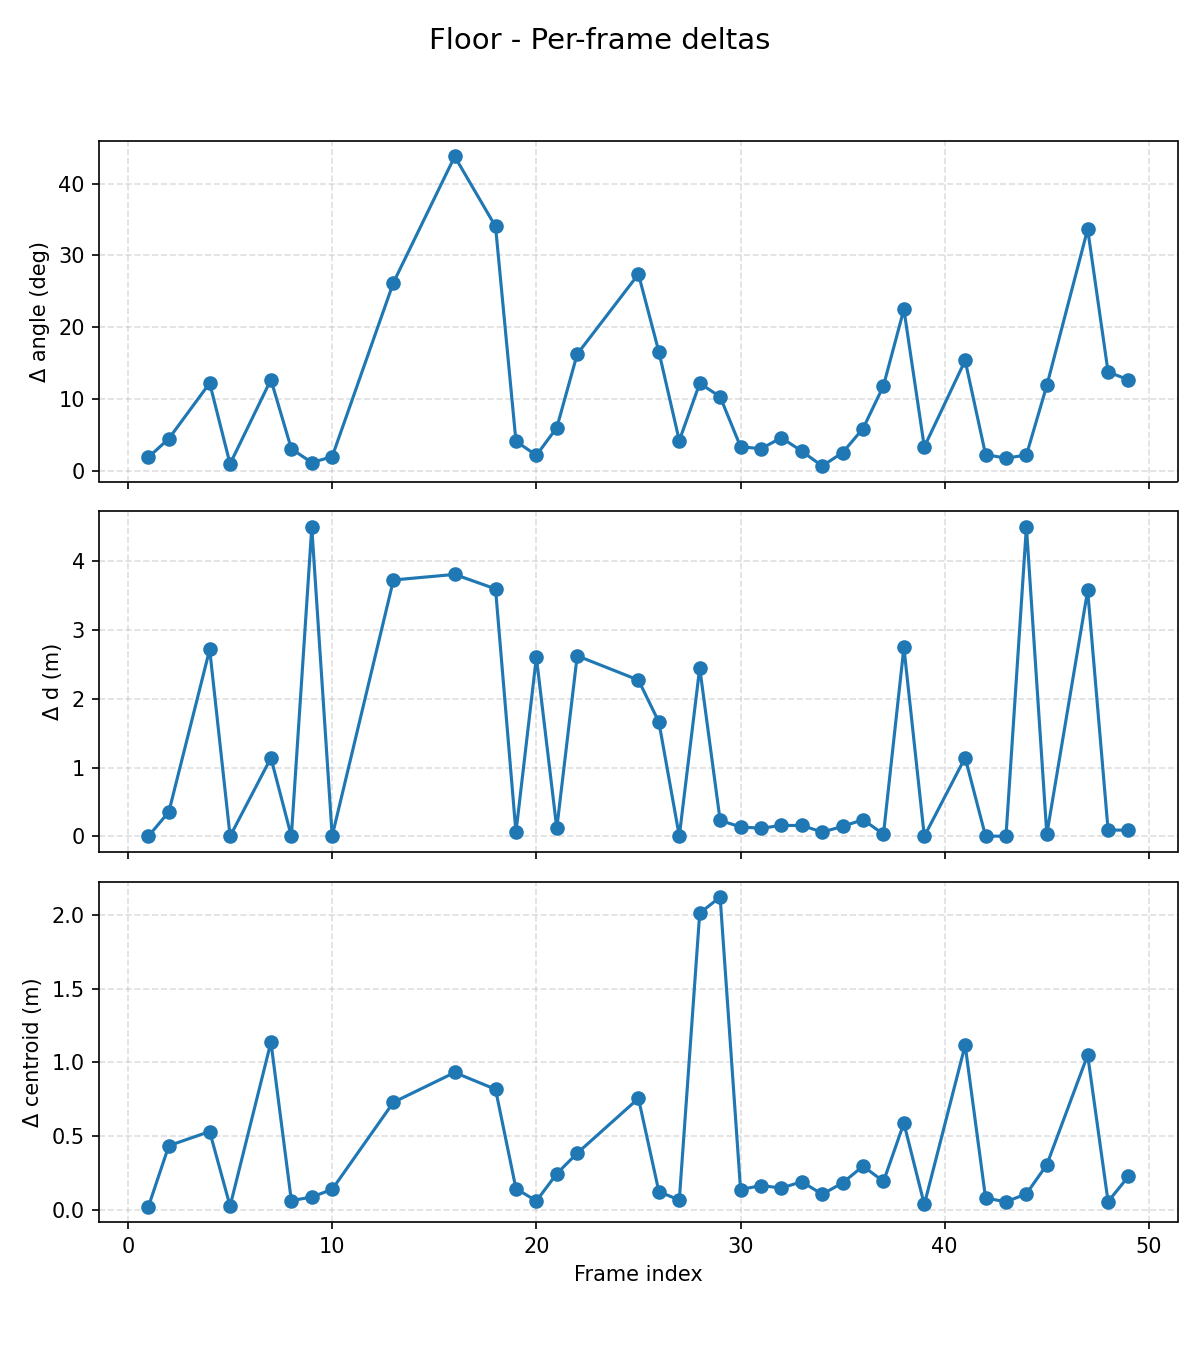 Floor - Per-frame deltas
40
30
20
10
0
Δ angle (deg)
4
3
2
1
0
Δ d (m)
2.0
1.5
1.0
0.5
0.0
Δ centroid (m)
0 10 20 30 40 50
Frame index